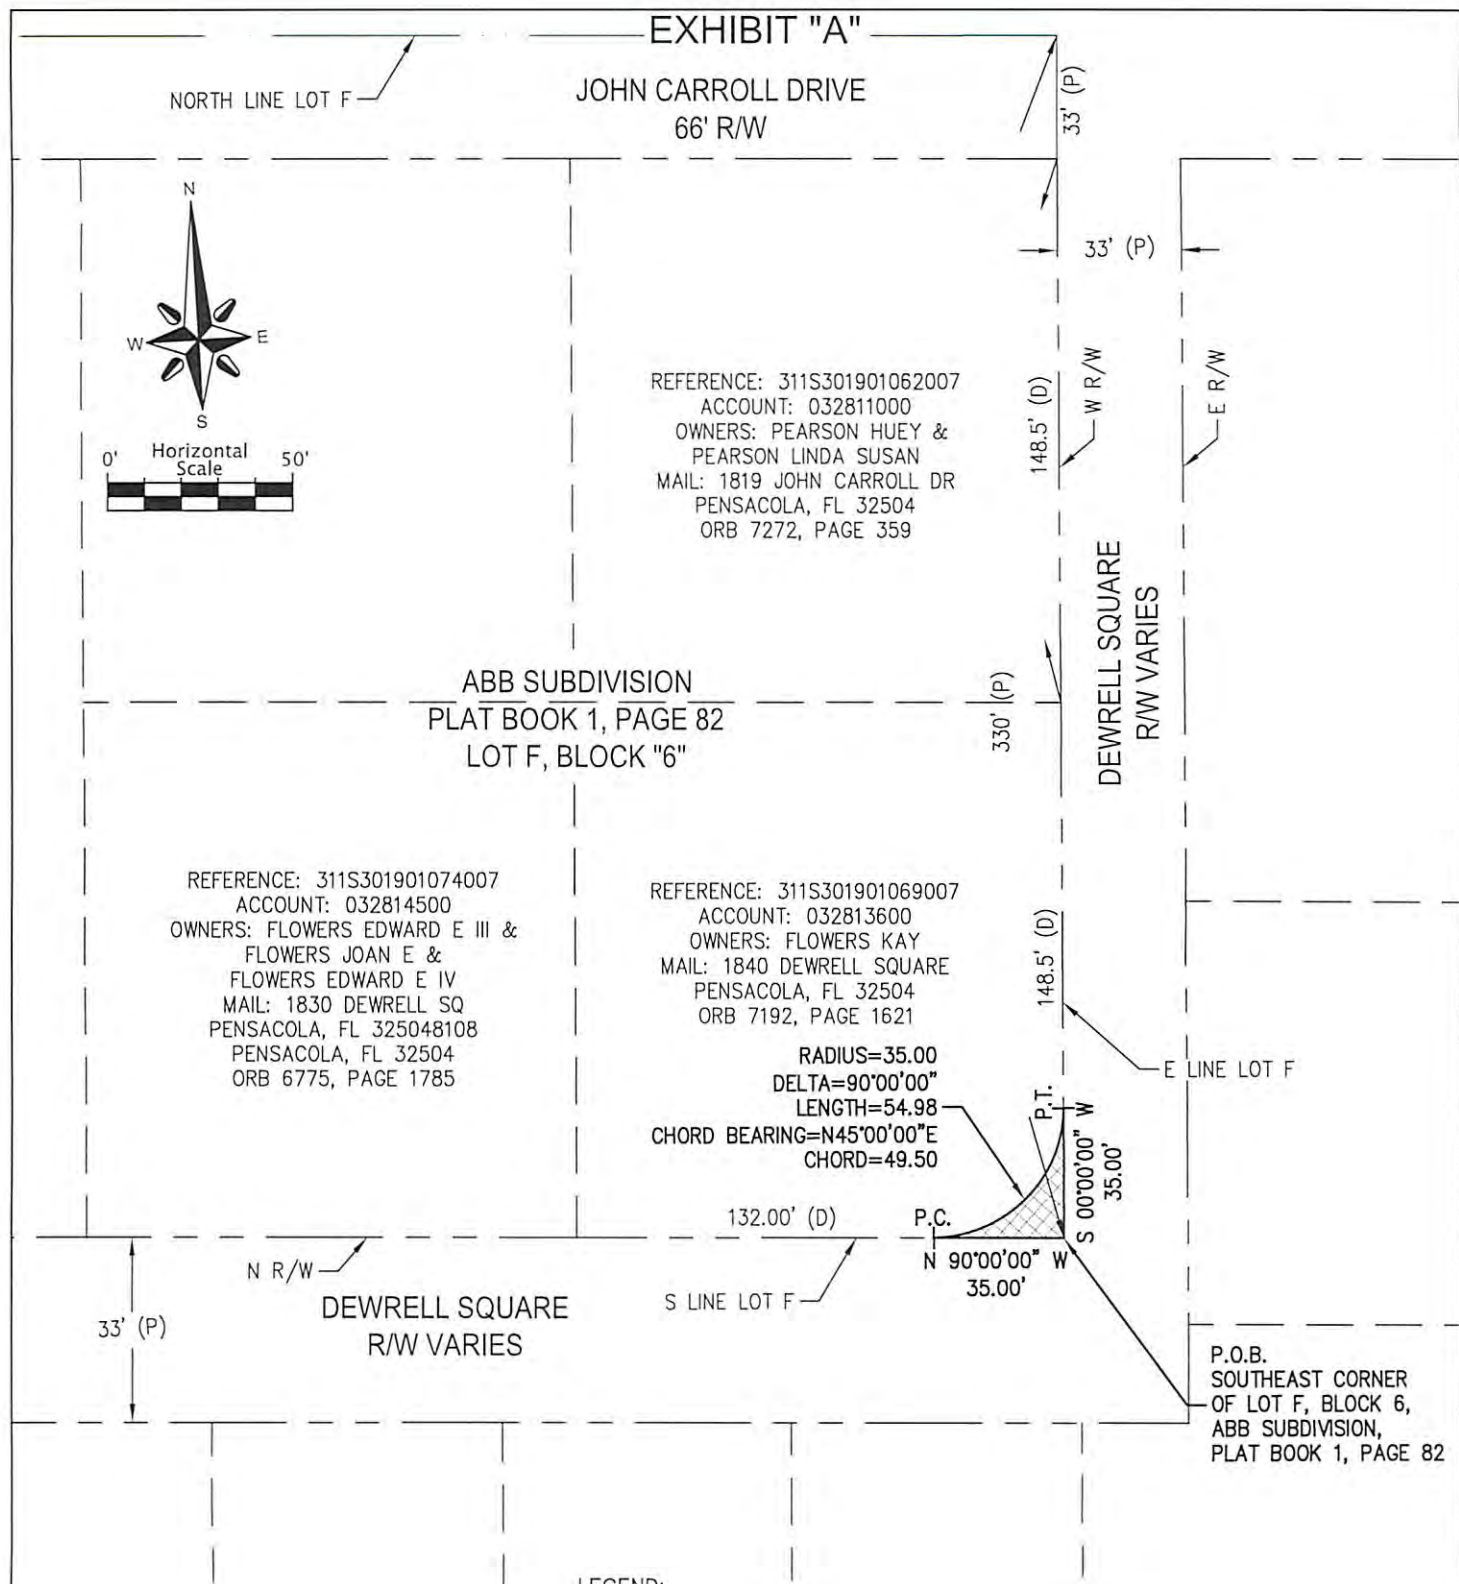 EXHIBIT "A"
NORTH LINE LOT F
JOHN CARROLL DRIVE
66' R/W
33' (P)
N
W
E
S
0'
Horizontal
Scale
50'
33' (P)
W R/W
E R/W
148.5' (D)
REFERENCE: 311S301901062007
ACCOUNT: 032811000
OWNERS: PEARSON HUEY &
PEARSON LINDA SUSAN
MAIL: 1819 JOHN CARROLL DR
PENSACOLA, FL 32504
ORB 7272, PAGE 359
DEWRELL SQUARE
R/W VARIES
ABB SUBDIVISION
PLAT BOOK 1, PAGE 82
LOT F, BLOCK "6"
330' (P)
REFERENCE: 311S301901074007
ACCOUNT: 032814500
OWNERS: FLOWERS EDWARD E III &
FLOWERS JOAN E &
FLOWERS EDWARD E IV
MAIL: 1830 DEWRELL SQ
PENSACOLA, FL 325048108
PENSACOLA, FL 32504
ORB 6775, PAGE 1785
REFERENCE: 311S301901069007
ACCOUNT: 032813600
OWNERS: FLOWERS KAY
MAIL: 1840 DEWRELL SQUARE
PENSACOLA, FL 32504
ORB 7192, PAGE 1621
148.5' (D)
E LINE LOT F
RADIUS=35.00
DELTA=90°00'00"
LENGTH=54.98
CHORD BEARING=N45°00'00"E
CHORD=49.50
P.T.
S 00°00'00" W
35.00'
132.00' (D)
P.C.
N 90°00'00" W
35.00'
N R/W
S LINE LOT F
33' (P)
DEWRELL SQUARE
R/W VARIES
P.O.B.
SOUTHEAST CORNER
OF LOT F, BLOCK 6,
ABB SUBDIVISION,
PLAT BOOK 1, PAGE 82
LEGEND: